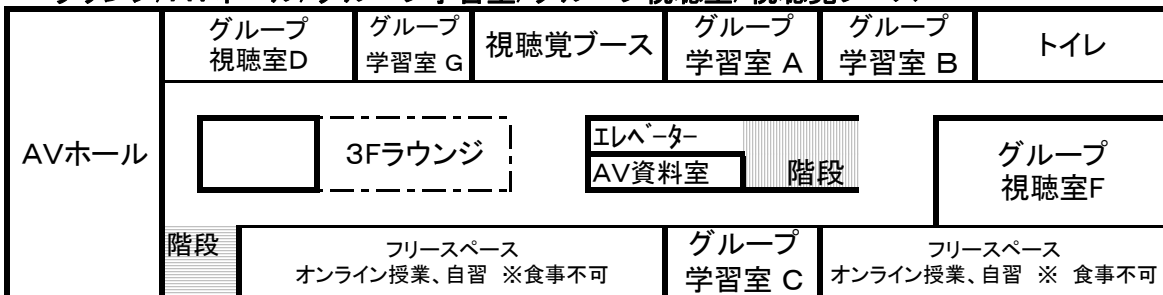 グループ
視聴室D
グループ
学習室 G
視聴覚ブース
グループ
学習室 A
グループ
学習室 B
トイレ
AVホール
3Fラウンジ
エレベーター
AV資料室
階段
グループ
視聴室F
階段
フリースペース
オンライン授業、自習 ※食事不可
グループ
学習室 C
フリースペース
オンライン授業、自習 ※ 食事不可